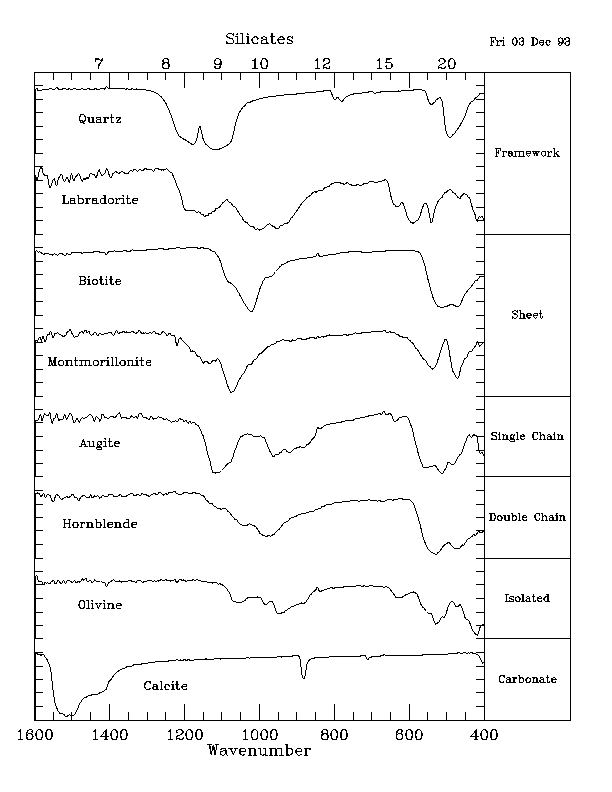 Silicates
Fri 03 Dec 93
7 8 9 10 12 15 20
Quartz
Framework
Labradorite
Biotite
Sheet
Montmorillonite
Augite
Single Chain
Hornblende
Double Chain
Olivine
Isolated
Calcite
Carbonate
1600 1400 1200 1000 800 600 400
Wavenumber